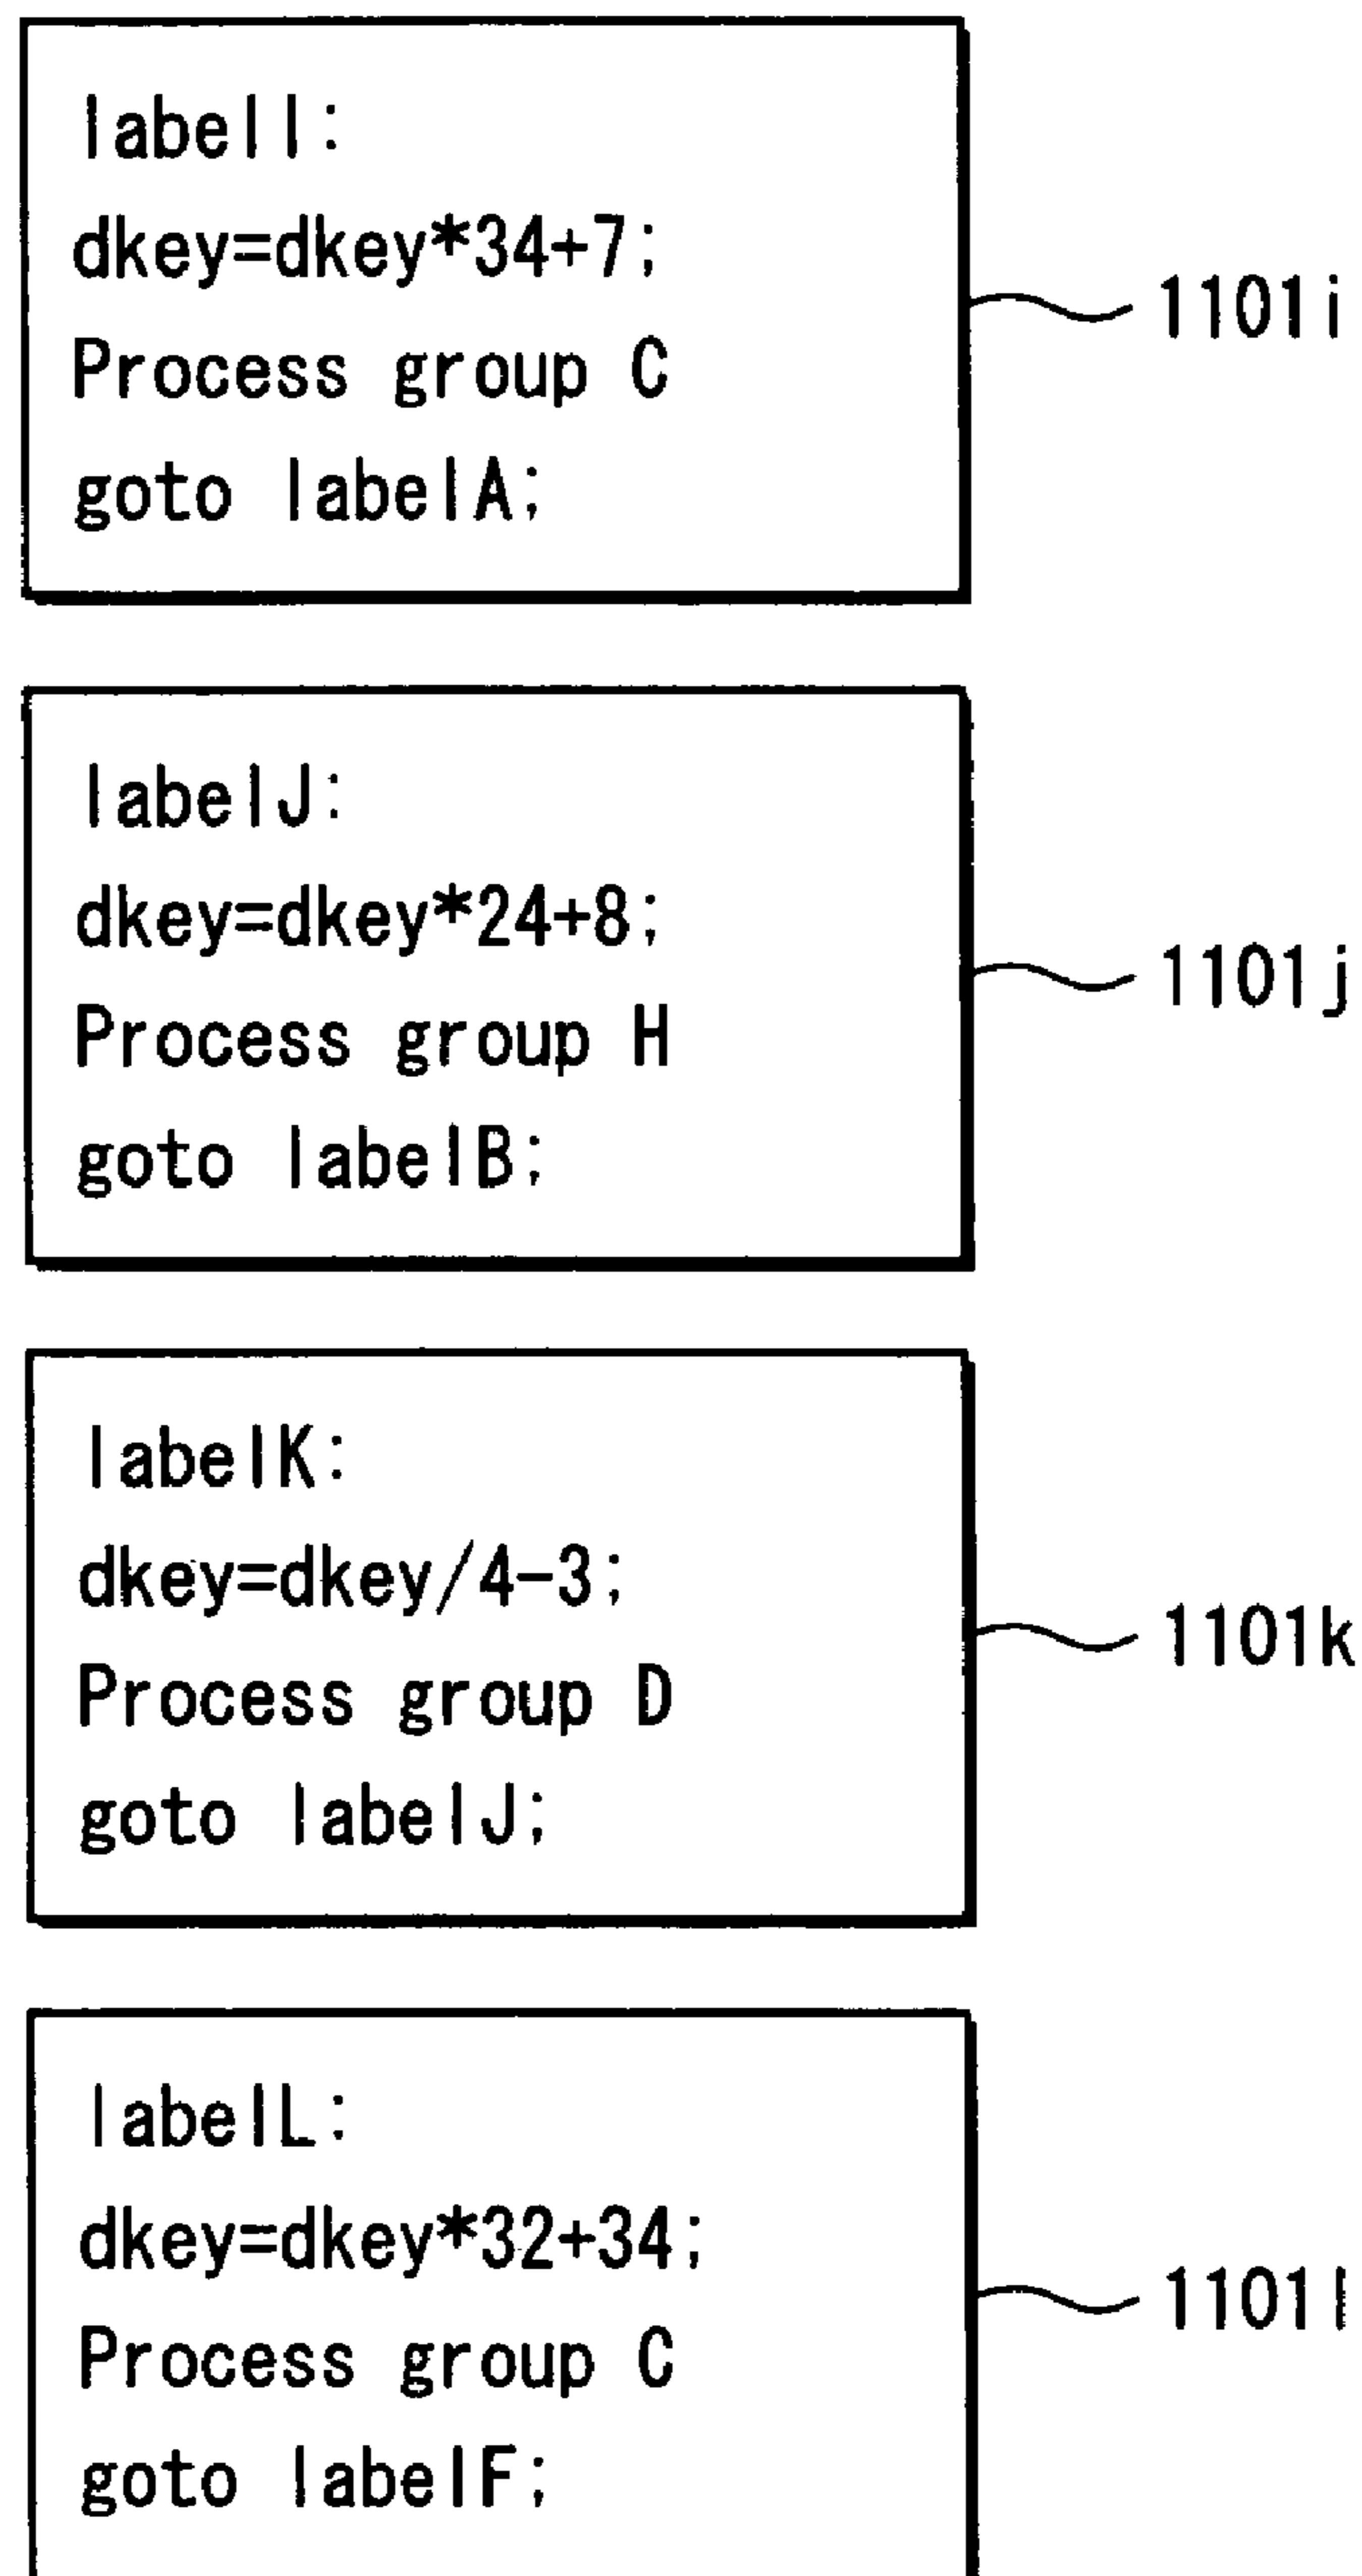 labelI:
dkey=dkey*34+7;
Process group C
goto labelA;
1101i
labelJ:
dkey=dkey*24+8;
Process group H
goto labelB;
1101j
labelK:
dkey=dkey/4-3;
Process group D
goto labelJ;
1101k
labelL:
dkey=dkey*32+34;
Process group C
goto labelF;
1101l